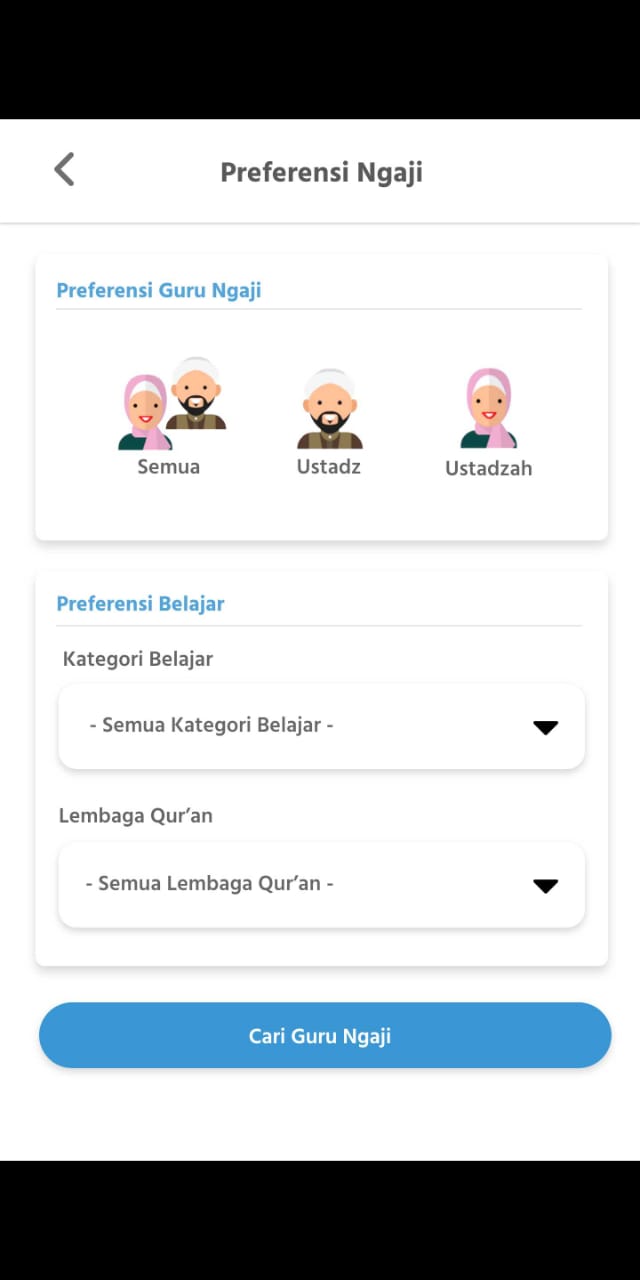 Preferensi Ngaji
Preferensi Guru Ngaji
Semua
Ustadz
Ustadzah
Preferensi Belajar
Kategori Belajar
- Semua Kategori Belajar -
Lembaga Qur’an
- Semua Lembaga Qur’an -
Cari Guru Ngaji